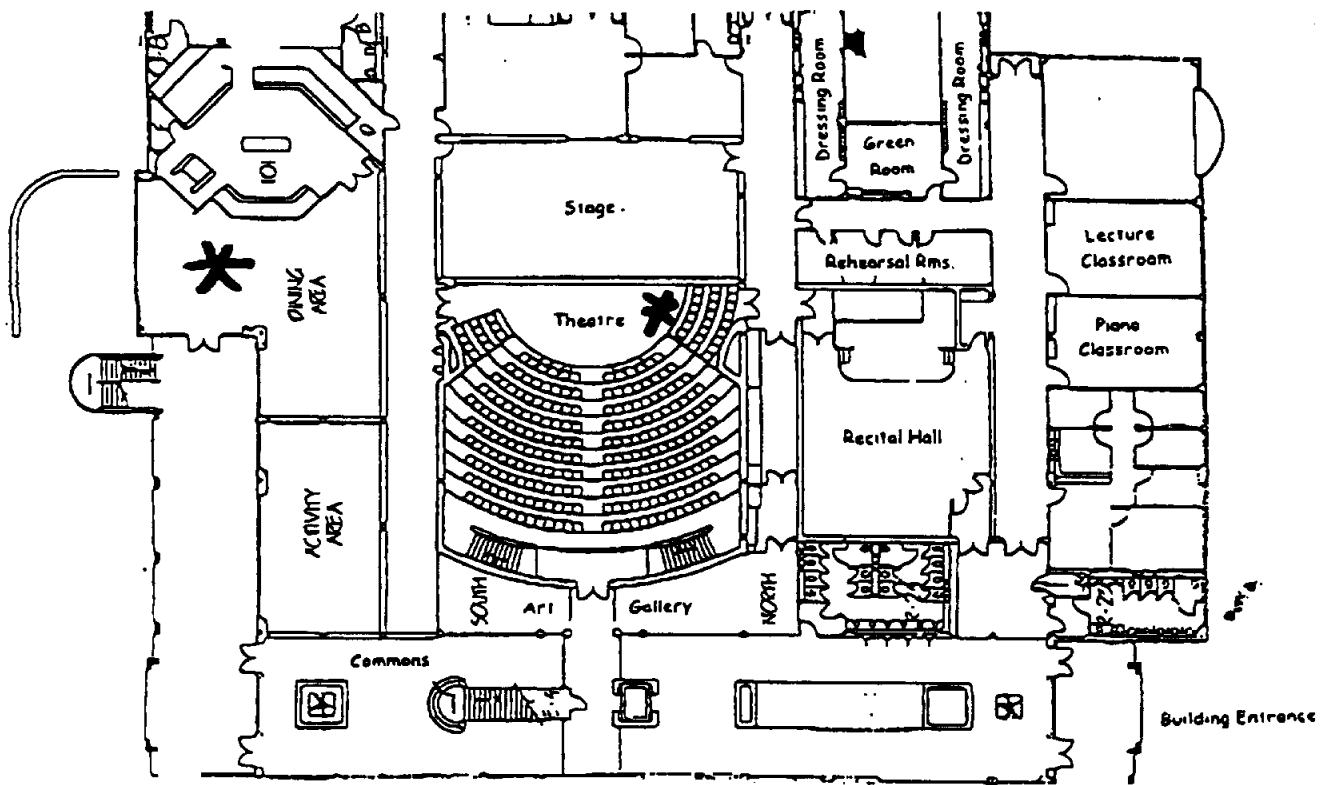 Dressing Room
Dressing Room
Green
Room
101
Stage.
Lecture
Classroom
Rehearsal Rms.
DINING
AREA
Theatre
Piano
Classroom
Recital Hall
ACTIVITY
AREA
SOUTH
Art
Gallery
NORTH
Commons
Building Entrance